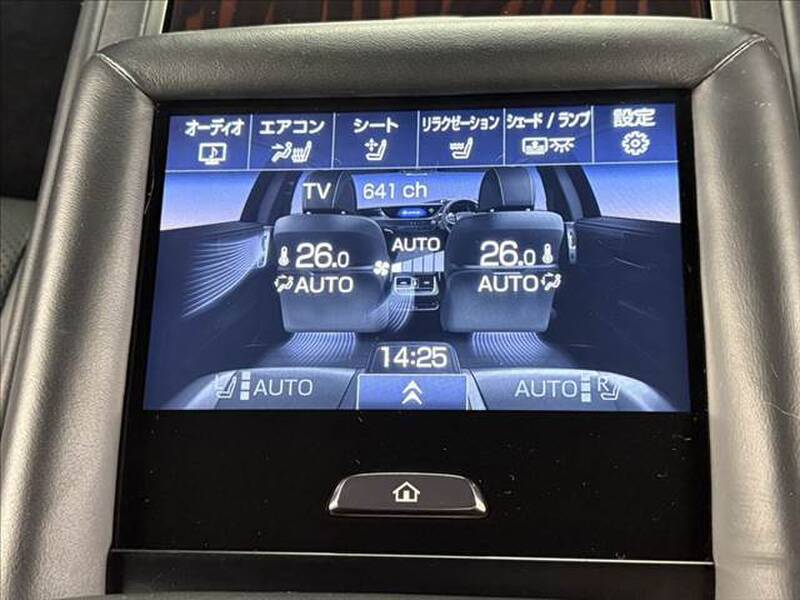 オーディオ エアコン シート リラクゼーション シェード / ランプ 設定
TV 641 ch
AUTO
26.0 26.0
AUTO AUTO
14:25
L AUTO AUTO R